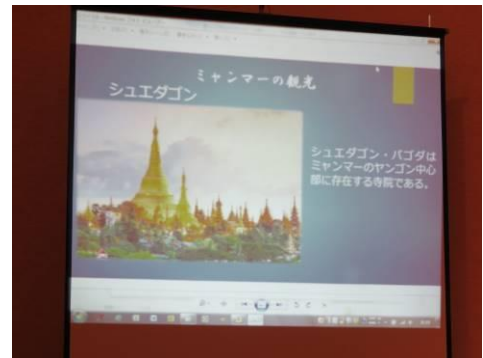 ミャンマーの観光
シュエダゴン
シュエダゴン・パゴダは
ミャンマーのヤンゴン中心
部に存在する寺院である。